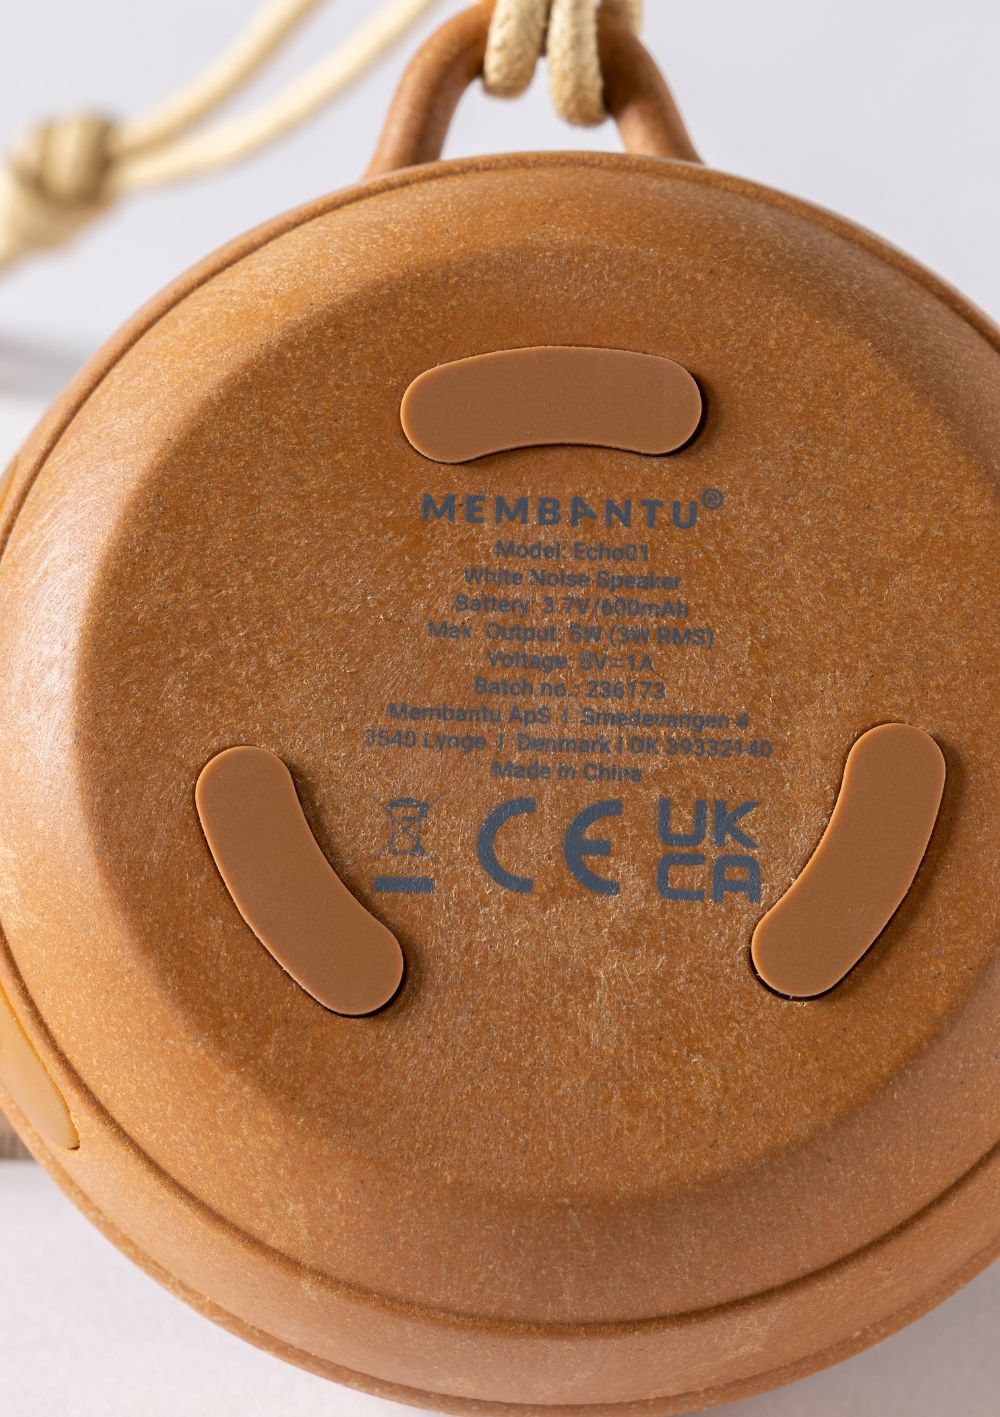 MEMBANTU®
Model: Echo01
White Noise Speaker
Battery: 3.7V/600mAh
Max. Output: 5W (3W RMS)
Voltage: 5V=1A
Batch no.: 236173
Membantu ApS | Smedevangen 4
3540 Lynge | Denmark | DK 39332140
Made in China
CE UK
CA